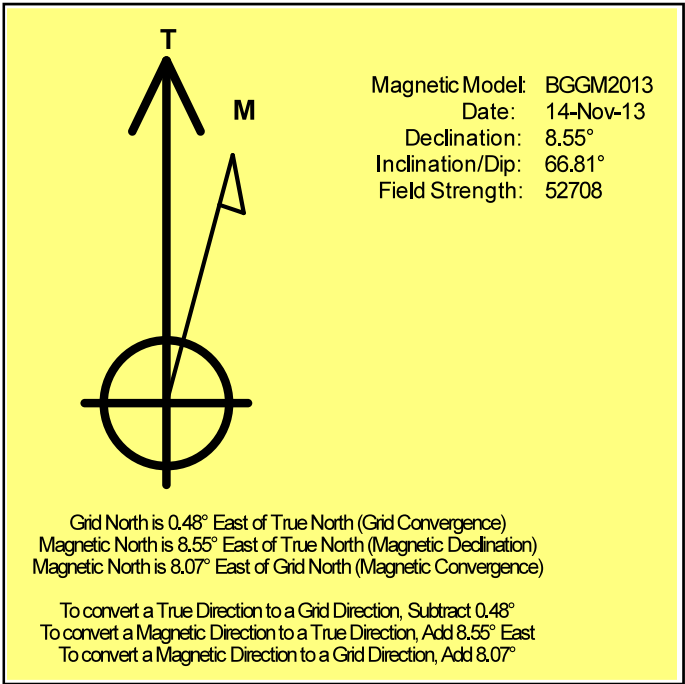 T
M
Magnetic Model: BGGM2013
Date: 14-Nov-13
Declination: 8.55°
Inclination/Dip: 66.81°
Field Strength: 52708
Grid North is 0.48° East of True North (Grid Convergence)
Magnetic North is 8.55° East of True North (Magnetic Declination)
Magnetic North is 8.07° East of Grid North (Magnetic Convergence)
To convert a True Direction to a Grid Direction, Subtract 0.48°
To convert a Magnetic Direction to a True Direction, Add 8.55° East
To convert a Magnetic Direction to a Grid Direction, Add 8.07°